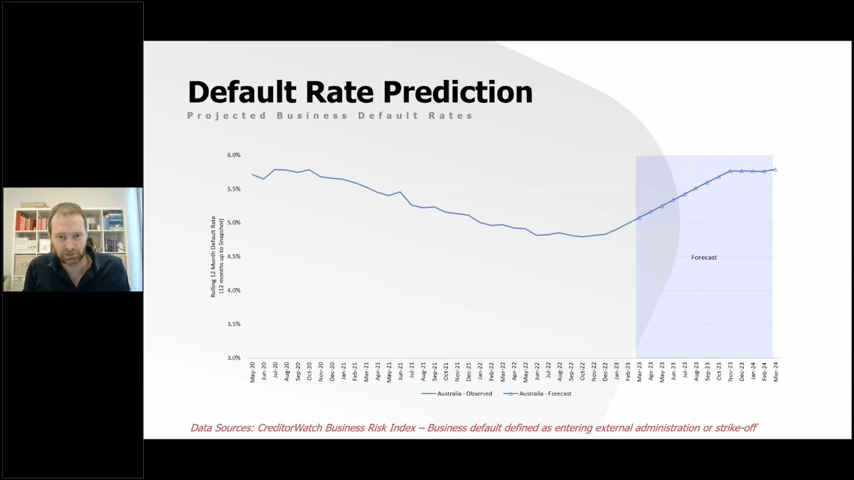 Default Rate Prediction
Projected Business Default Rates
6.0%
5.5%
5.0%
4.5%
4.0%
3.5%
3.0%
Rolling 12 Month Default Rate
(12 months up to Snapshot)
Forecast
May-20
Jun-20
Jul-20
Aug-20
Sep-20
Oct-20
Nov-20
Dec-20
Jan-21
Feb-21
Mar-21
Apr-21
May-21
Jun-21
Jul-21
Aug-21
Sep-21
Oct-21
Nov-21
Dec-21
Jan-22
Feb-22
Mar-22
Apr-22
May-22
Jun-22
Jul-22
Aug-22
Sep-22
Oct-22
Nov-22
Dec-22
Jan-23
Feb-23
Mar-23
Apr-23
May-23
Jun-23
Jul-23
Aug-23
Sep-23
Oct-23
Nov-23
Dec-23
Jan-24
Feb-24
Mar-24
Australia - Observed
Australia - Forecast
Data Sources: CreditorWatch Business Risk Index – Business default defined as entering external administration or strike-off